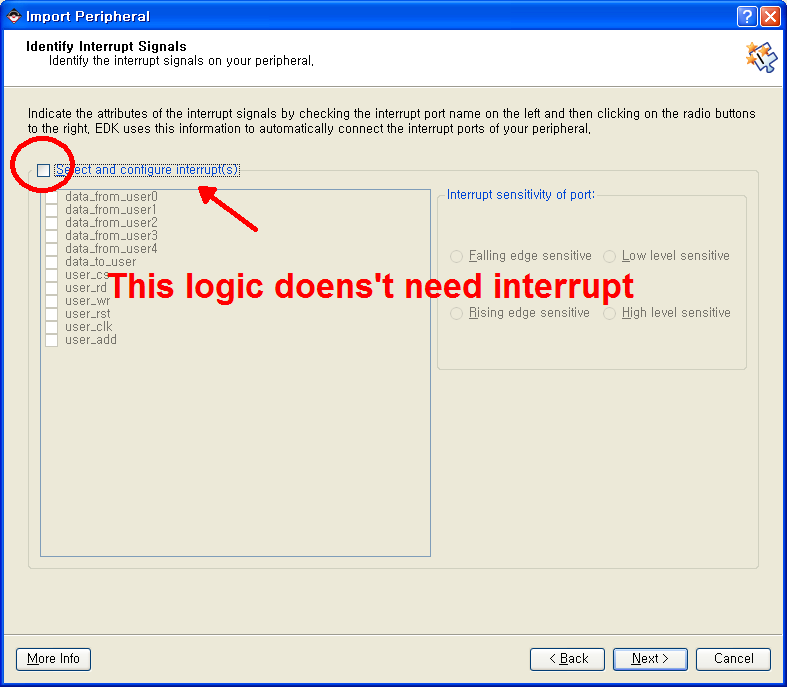 Import Peripheral
Identify Interrupt Signals
Identify the interrupt signals on your peripheral.
Indicate the attributes of the interrupt signals by checking the interrupt port name on the left and then clicking on the radio buttons
to the right. EDK uses this information to automatically connect the interrupt ports of your peripheral.
Select and configure interrupt(s)
data_from_user0
data_from_user1
data_from_user2
data_from_user3
data_from_user4
data_to_user
user_cs
user_rd
user_wr
user_rst
user_clk
user_add
Interrupt sensitivity of port:
Falling edge sensitive Low level sensitive
This logic doens't need interrupt
Rising edge sensitive High level sensitive
More Info
< Back Next > Cancel